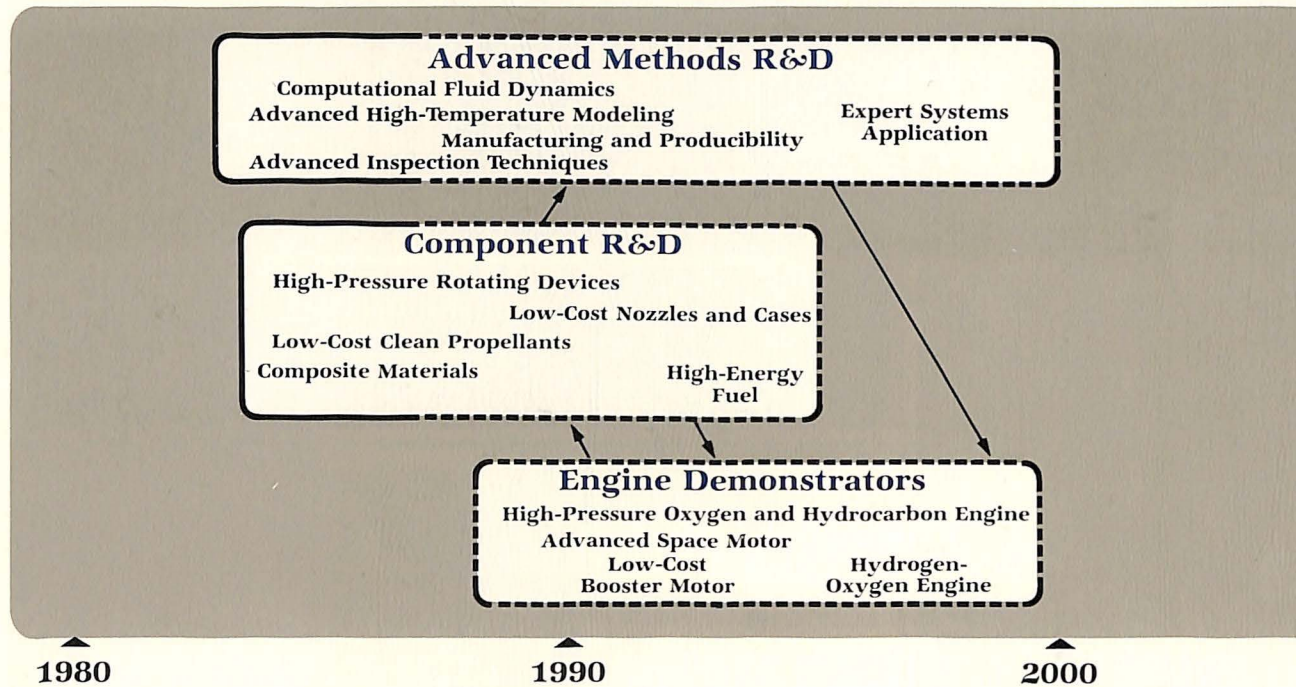 Advanced Methods R&D
Computational Fluid Dynamics
Advanced High-Temperature Modeling
Manufacturing and Producibility
Advanced Inspection Techniques
Expert Systems
Application
Component R&D
High-Pressure Rotating Devices
Low-Cost Nozzles and Cases
Low-Cost Clean Propellants
Composite Materials
High-Energy
Fuel
Engine Demonstrators
High-Pressure Oxygen and Hydrocarbon Engine
Advanced Space Motor
Low-Cost
Booster Motor
Hydrogen-
Oxygen Engine
1980
1990
2000